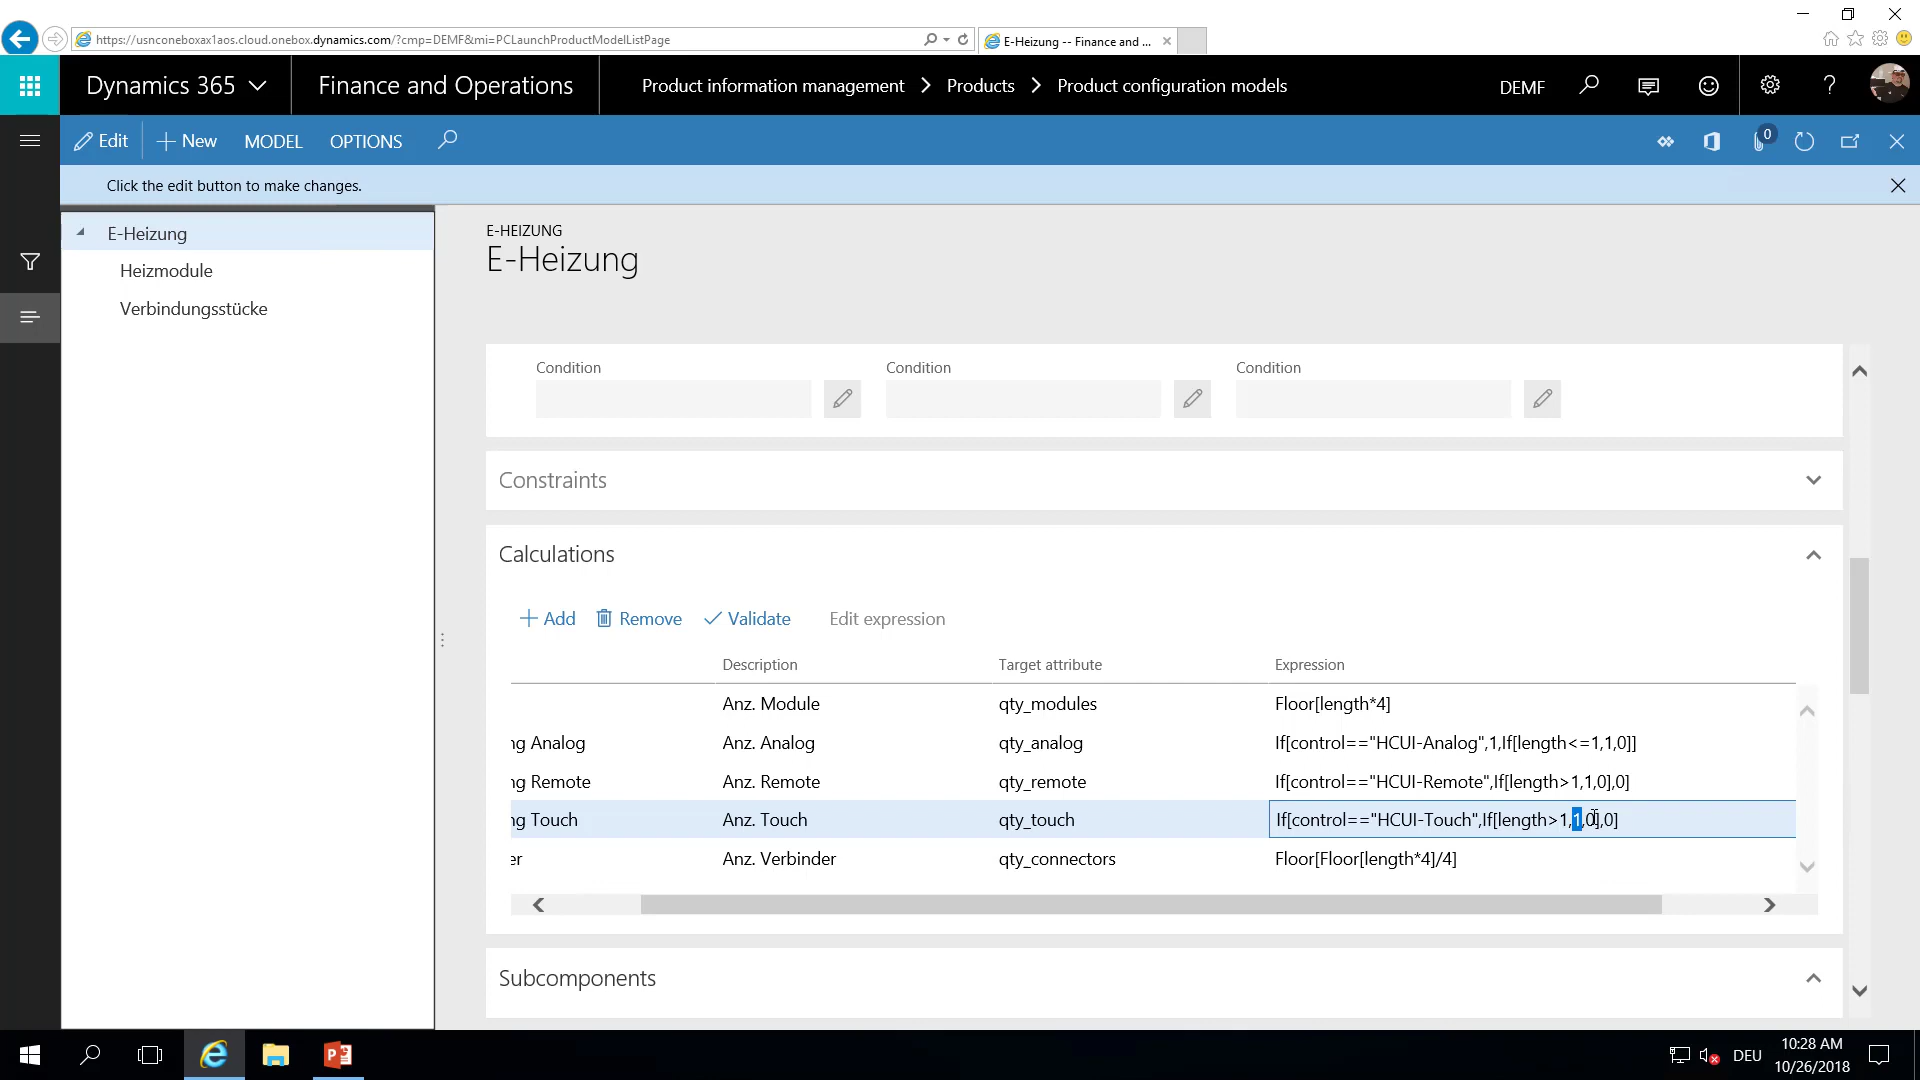 https://usnconeboxax1aos.cloud.onebox.dynamics.com/?cmp=DEMF&mi=PCLaunchProductModelListPage
E-Heizung -- Finance and ...
Dynamics 365
Finance and Operations
Product information management
Products
Product configuration models
DEMF
Edit
New
MODEL
OPTIONS
0
Click the edit button to make changes.
E-Heizung
Heizmodule
Verbindungsstücke
E-HEIZUNG
E-Heizung
Condition
Condition
Condition
Constraints
Calculations
Add
Remove
Validate
Edit expression
Description Target attribute Expression
Anz. Module qty_modules Floor[length*4]
ng Analog Anz. Analog qty_analog If[control=="HCUI-Analog",1,If[length<=1,1,0]]
ng Remote Anz. Remote qty_remote If[control=="HCUI-Remote",If[length>1,1,0],0]
ng Touch Anz. Touch qty_touch If[control=="HCUI-Touch",If[length>1,1,0],0]
er Anz. Verbinder qty_connectors Floor[Floor[length*4]/4]
Subcomponents
DEU
10:28 AM
10/26/2018